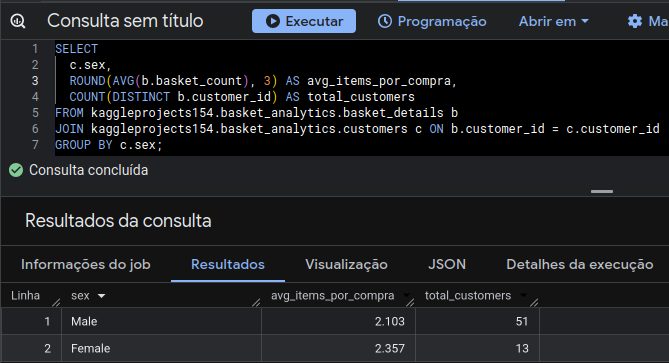 Consulta sem título Executar Programação Abrir em Ma
1 SELECT
2 c.sex,
3 ROUND(AVG(b.basket_count), 3) AS avg_items_por_compra,
4 COUNT(DISTINCT b.customer_id) AS total_customers
5 FROM kaggleprojects154.basket_analytics.basket_details b
6 JOIN kaggleprojects154.basket_analytics.customers c ON b.customer_id = c.customer_id
7 GROUP BY c.sex;
Consulta concluída
Resultados da consulta
Informações do job Resultados Visualização JSON Detalhes da execução
Linha sex avg_items_por_compra total_customers
1 Male 2.103 51
2 Female 2.357 13